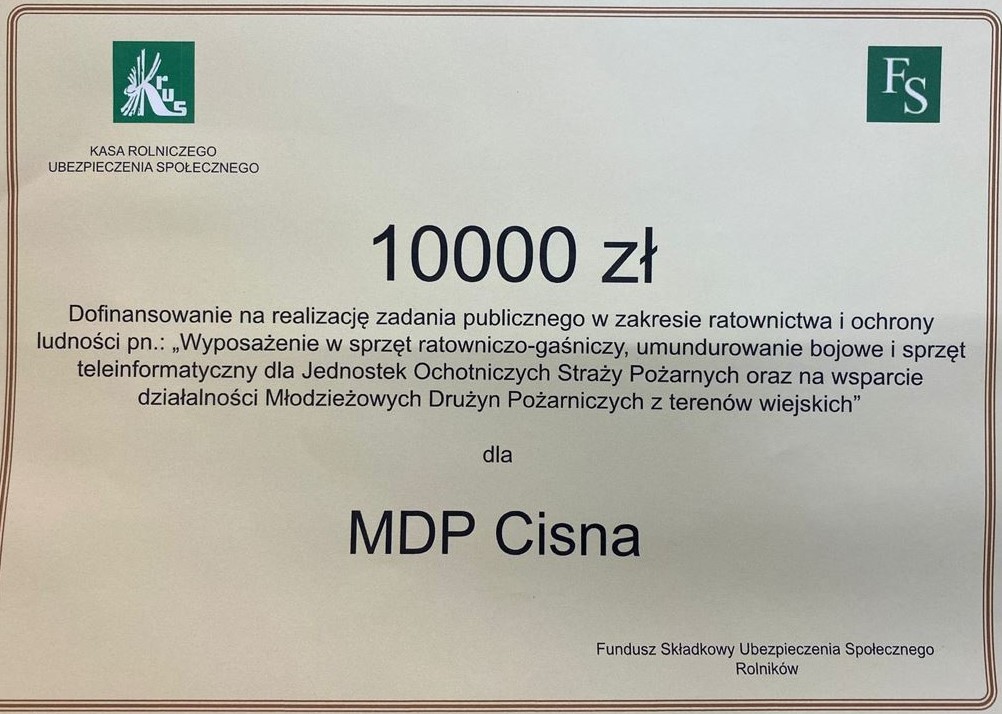 Krus
FS
KASA ROLNICZEGO
UBEZPIECZENIA SPOŁECZNEGO
10000 zł
Dofinansowanie na realizację zadania publicznego w zakresie ratownictwa i ochrony
ludności pn.: „Wyposażenie w sprzęt ratowniczo-gaśniczy, umundurowanie bojowe i sprzęt
teleinformatyczny dla Jednostek Ochotniczych Straży Pożarnych oraz na wsparcie
działalności Młodzieżowych Drużyn Pożarniczych z terenów wiejskich”
dla
MDP Cisna
Fundusz Składkowy Ubezpieczenia Społecznego
Rolników